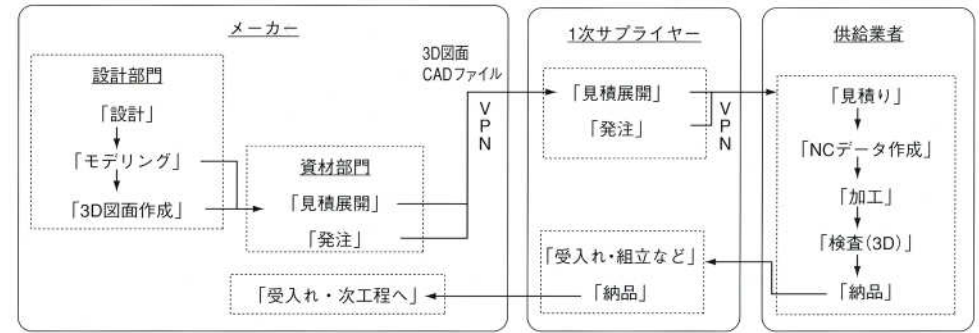 メーカー
設計部門
「設計」
「モデリング」
「3D図面作成」
資材部門
「見積展開」
「発注」
「受入れ・次工程へ」
3D図面
CADファイル
VPN
1次サプライヤー
「見積展開」
「発注」
VPN
「受入れ・組立など」
「納品」
供給業者
「見積り」
「NCデータ作成」
「加工」
「検査(3D)」
「納品」